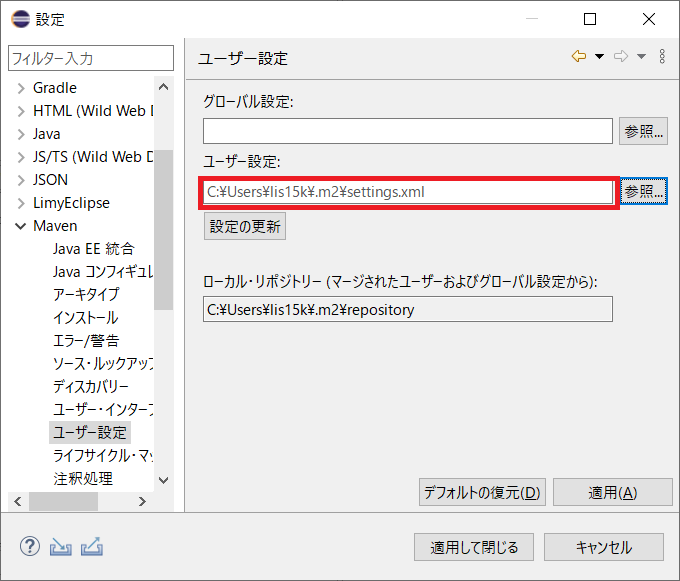 設定
フィルター入力
Gradle
HTML (Wild Web D
Java
JS/TS (Wild Web D
JSON
LimyEclipse
Maven
Java EE 統合
Java コンフィギュレ
アーキタイプ
インストール
エラー/警告
ソース・ルックアップ
ディスカバリー
ユーザー・インターフ
ユーザー設定
ライフサイクル・マッ
注釈処理
ユーザー設定
グローバル設定:
参照...
ユーザー設定:
C:¥Users¥lis15k¥.m2¥settings.xml
参照...
設定の更新
ローカル・リポジトリー (マージされたユーザーおよびグローバル設定から):
C:¥Users¥lis15k¥.m2¥repository
デフォルトの復元(D)
適用(A)
?
適用して閉じる
キャンセル